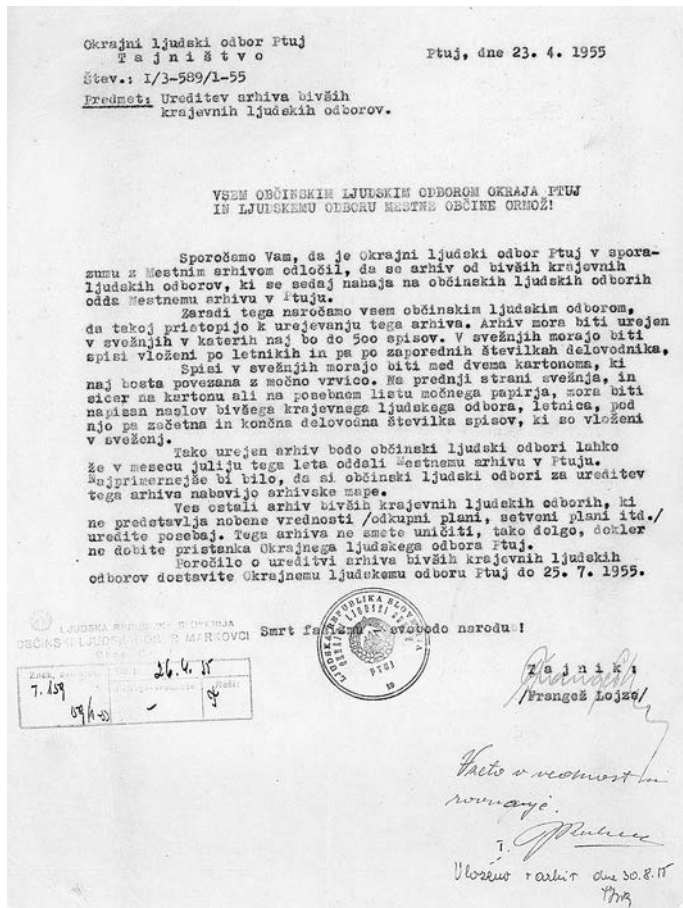 Okrajni ljudski odbor Ptuj
T a j n i š t v o
Ptuj, dne 23. 4. 1955
Štev.: I/3-589/1-55
Predmet: Ureditev arhiva bivših
krajevnih ljudskih odborov.
VSEM OBČINSKIM LJUDSKIM ODBOROM OKRAJA PTUJ
IN LJUDSKEMU ODBORU MESTNE OBČINE ORMOŽ!
Sporočamo Vam, da je Okrajni ljudski odbor Ptuj v spora-
zumu z Mestnim arhivom odločil, da se arhiv od bivših krajevnih
ljudskih odborov, ki se sedaj nahaja na občinskih ljudskih odborih
odda Mestnemu arhivu v Ptuju.
Zaradi tega naročamo vsem občinskim ljudskim odborom,
da takoj pristopijo k urejevanju tega arhiva. Arhiv mora biti urejen
v svežnjih v katerih naj bo do 500 spisov. V svežnjih morajo biti
spisi vloženi po letnikih in pa po zaporednih številkah delovodnika,
Spisi v svežnjih morajo biti med dvema kartonoma, ki
naj bosta povezana z močno vrvico. Na prednji strani svežnja, in
sicer na kartonu ali na posebnem listu močnega papirja, mora biti
napisan naslov bivšega krajevnega ljudskega odbora, letnica, pod
njo pa začetna in končna delovodna številka spisov, ki so vloženi
v sveženj.
Tako urejen arhiv bodo občinski ljudski odbori lahko
že v mesecu juliju tega leta oddali Mestnemu arhivu v Ptuju.
Najprimernejše bi bilo, da si občinski ljudski odbori za ureditev
tega arhiva nabavijo arhivske mape.
Ves ostali arhiv bivših krajevnih ljudskih odborih, ki
ne predstavlja nobene vrednosti /odkupni plani, setveni plani itd./
uredite posebaj. Tega arhiva ne smete uničiti, tako dolgo, dokler
ne dobite pristanka Okrajnega ljudskega odbora Ptuj.
Poročilo o ureditvi arhiva bivših krajevnih ljudskih
odborov dostavite Okrajnemu ljudskemu odboru Ptuj do 25. 7. 1955.
Smrt fašizmu - svobodo narodu!
LJUDSKA REPUBLIKA SLOVENIJA
PTUJ
LJUDSKA REPUBLIKA SLOVENIJA
OBČINSKI LJUDSKI ODBOR MARKOVCI
26. 4. 55
T. 159
T a j n i k :
/Frangež Lojze/
Vzeto v vednost in
ravnanje.
Vloženo v arhiv dne 30.8.55